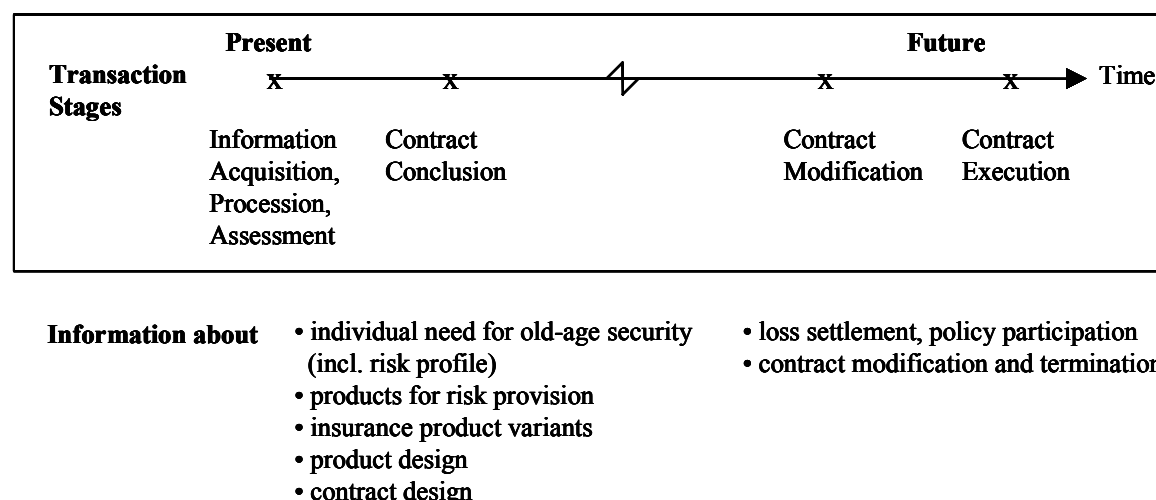 Present Future
Transaction Stages
x x x x Time
Information Acquisition, Procession, Assessment
Contract Conclusion
Contract Modification
Contract Execution
Information about
• individual need for old-age security
(incl. risk profile)
• products for risk provision
• insurance product variants
• product design
• contract design
• loss settlement, policy participation
• contract modification and termination